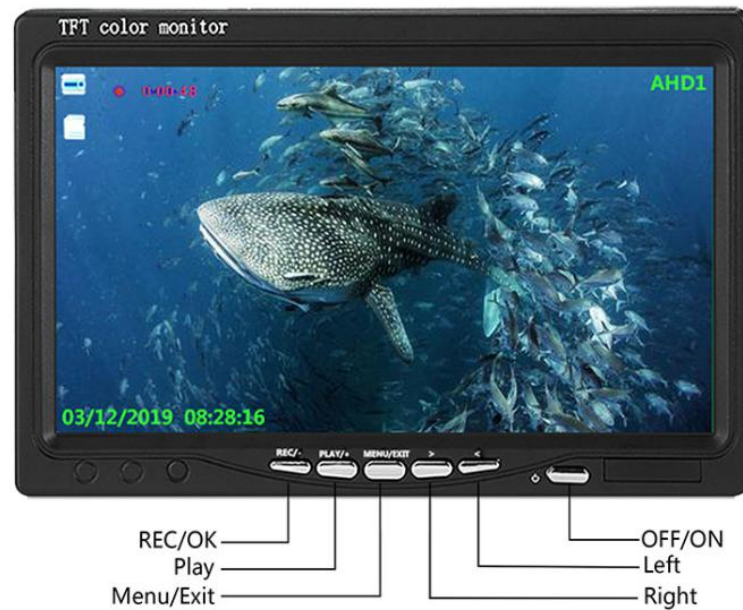 TFT color monitor
AHD1
03/12/2019 08:28:16
REC/- PLAY/+ MENU/EXIT > <
REC/OK
Play
Menu/Exit
OFF/ON
Left
Right